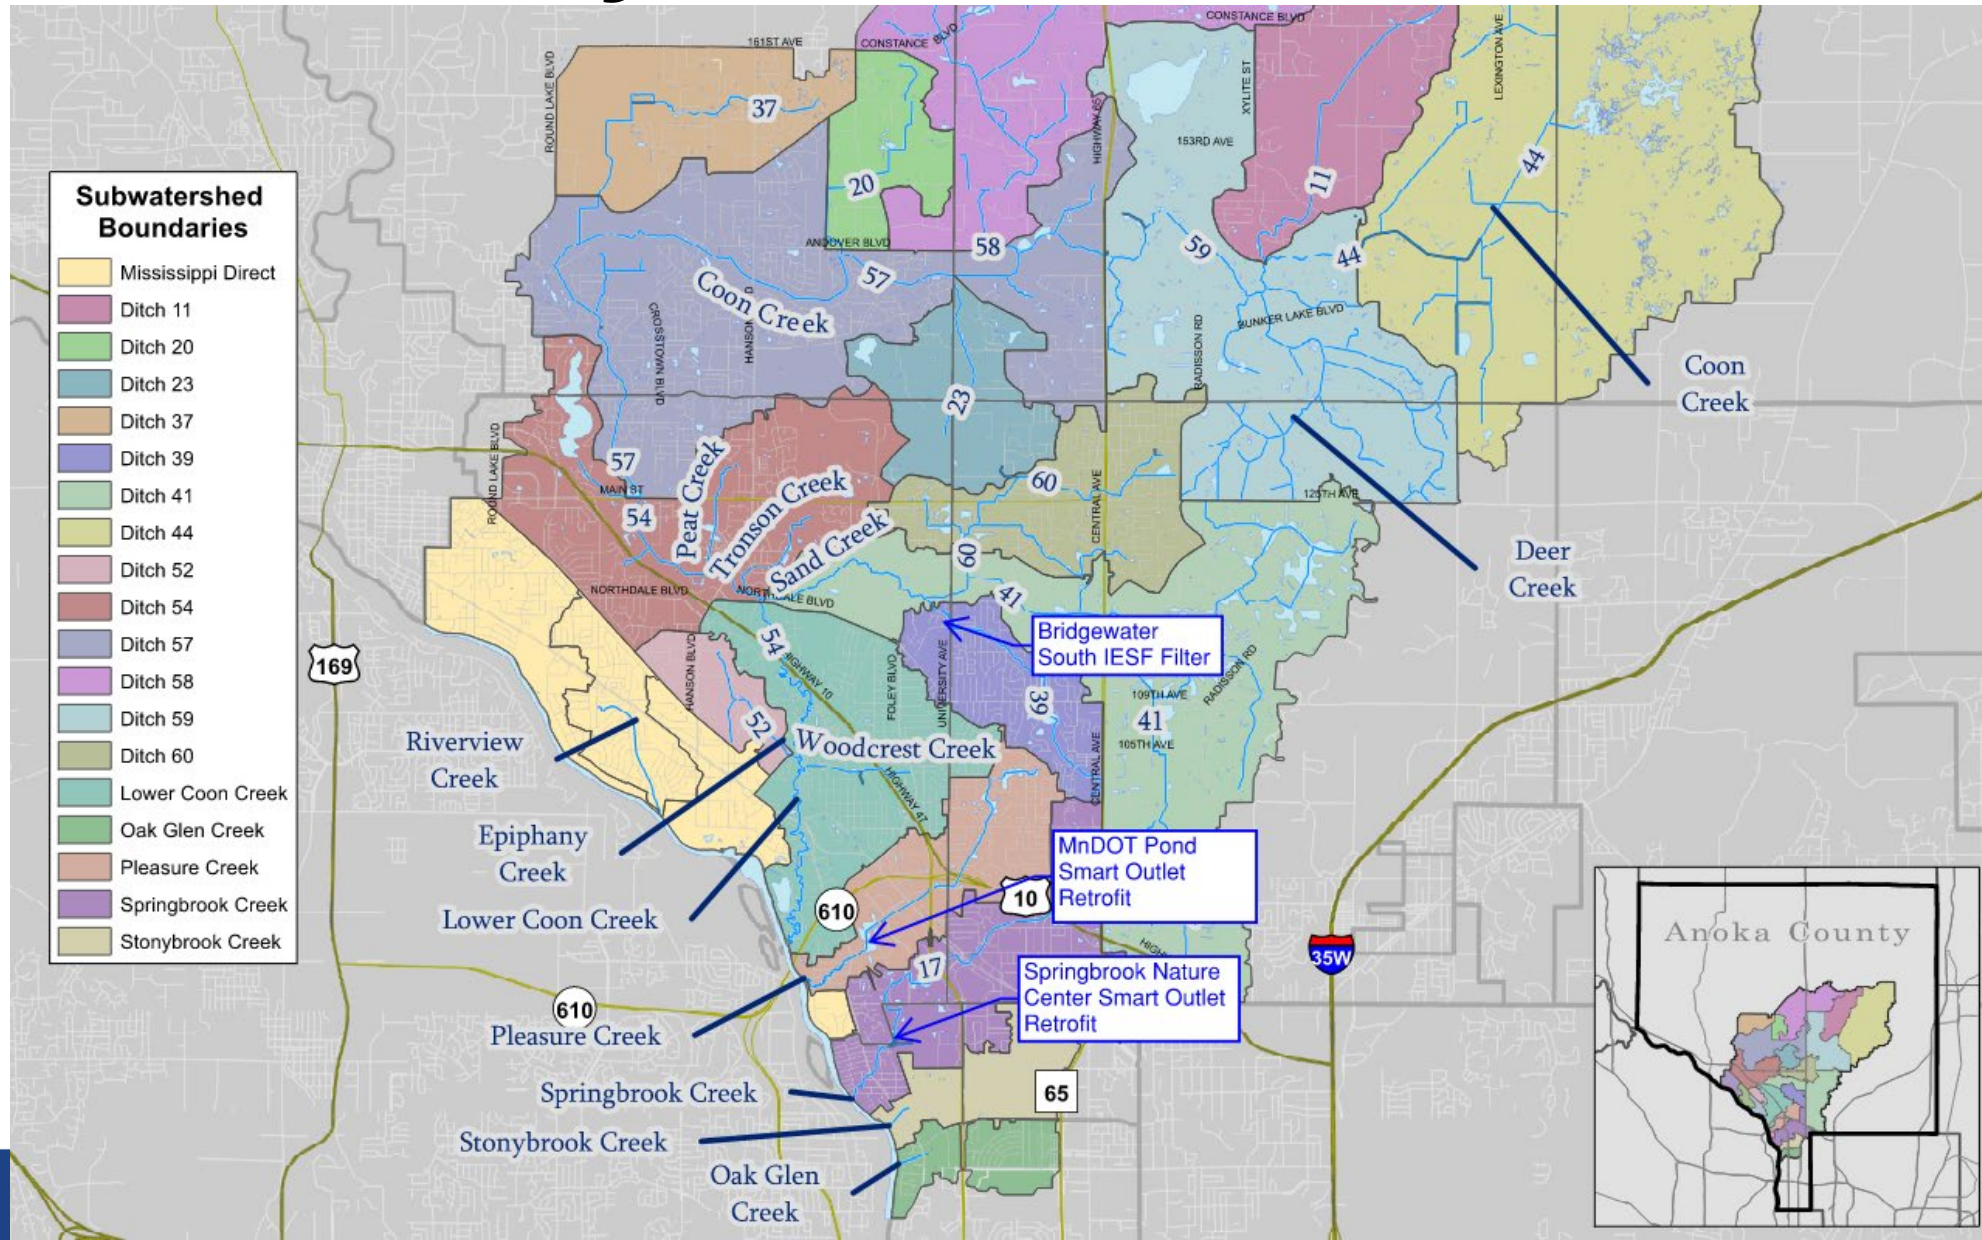 161ST AVE
CONSTANCE BLVD
CONSTANCE BLVD
ROUND LAKE BLVD
37
20
HIGHWAY 65
XYLITE ST
153RD AVE
LEXINGTON AVE
11
44
ANDOVER BLVD
58
57
59
44
Coon Creek
CROSSTOWN BLVD
BUNKER LAKE BLVD
RADISSON RD
23
Coon
Creek
Subwatershed
Boundaries
Mississippi Direct
Ditch 11
Ditch 20
Ditch 23
Ditch 37
Ditch 39
Ditch 41
Ditch 44
Ditch 52
Ditch 54
Ditch 57
Ditch 58
Ditch 59
Ditch 60
Lower Coon Creek
Oak Glen Creek
Pleasure Creek
Springbrook Creek
Stonybrook Creek
ROUND LAKE BLVD
57
MAIN ST
54
Peat Creek
Tronson Creek
Sand Creek
60
CENTRAL AVE
125TH AVE
60
41
Deer
Creek
NORTHDALE BLVD
NORTHDALE BLVD
54
HIGHWAY 10
HANSON BLVD
FOLEY BLVD
UNIVERSITY AVE
Bridgewater
South IESF Filter
39
109TH AVE
RADISSON RD
41
105TH AVE
CENTRAL AVE
169
52
Woodcrest Creek
HIGHWAY 47
Riverview
Creek
Epiphany
Creek
Lower Coon Creek
MnDOT Pond
Smart Outlet
Retrofit
610
10
17
35W
Springbrook Nature
Center Smart Outlet
Retrofit
610
Pleasure Creek
Springbrook Creek
65
Stonybrook Creek
Oak Glen
Creek
Anoka County